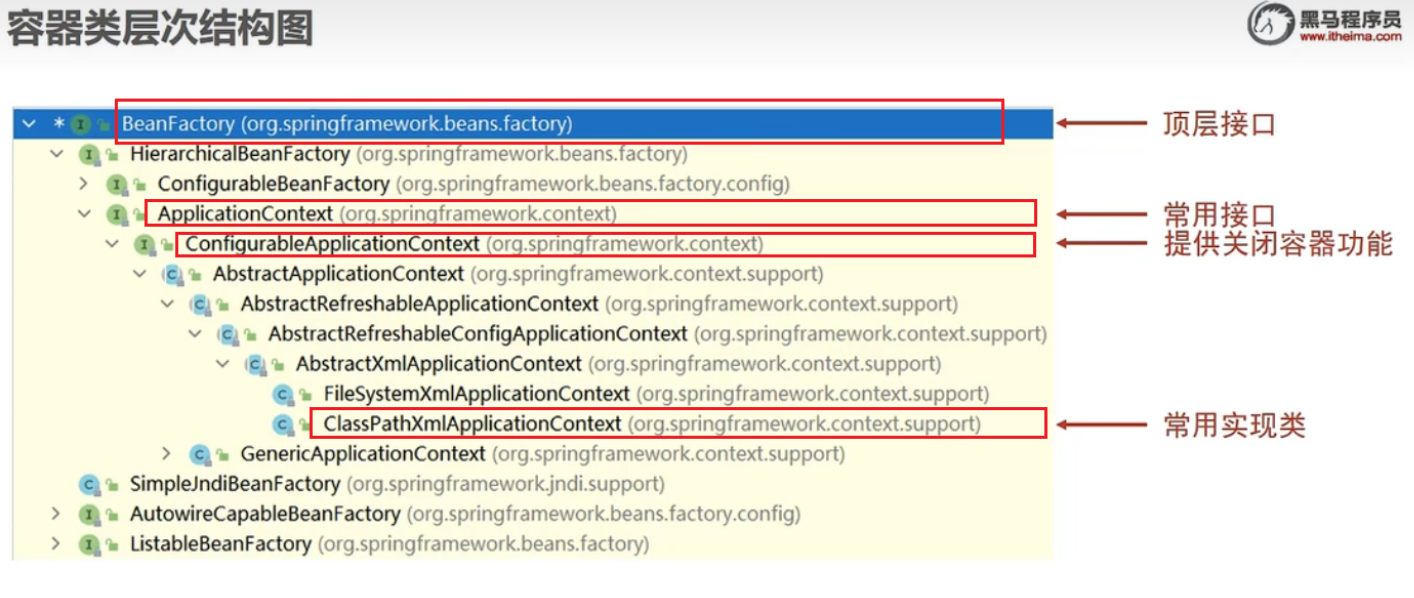 容器类层次结构图
黑马程序员
www.itheima.com
* BeanFactory (org.springframework.beans.factory)
顶层接口
HierarchicalBeanFactory (org.springframework.beans.factory)
ConfigurableBeanFactory (org.springframework.beans.factory.config)
ApplicationContext (org.springframework.context)
常用接口
ConfigurableApplicationContext (org.springframework.context)
提供关闭容器功能
AbstractApplicationContext (org.springframework.context.support)
AbstractRefreshableApplicationContext (org.springframework.context.support)
AbstractRefreshableConfigApplicationContext (org.springframework.context.support)
AbstractXmlApplicationContext (org.springframework.context.support)
FileSystemXmlApplicationContext (org.springframework.context.support)
ClassPathXmlApplicationContext (org.springframework.context.support)
常用实现类
GenericApplicationContext (org.springframework.context.support)
SimpleJndiBeanFactory (org.springframework.jndi.support)
AutowireCapableBeanFactory (org.springframework.beans.factory.config)
ListableBeanFactory (org.springframework.beans.factory)